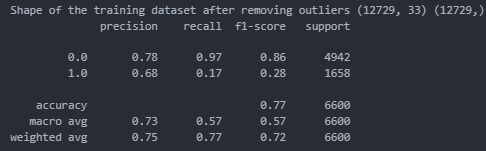 Shape of the training dataset after removing outliers (12729, 33) (12729,)
precision recall f1-score support
0.0 0.78 0.97 0.86 4942
1.0 0.68 0.17 0.28 1658
accuracy 0.77 6600
macro avg 0.73 0.57 0.57 6600
weighted avg 0.75 0.77 0.72 6600